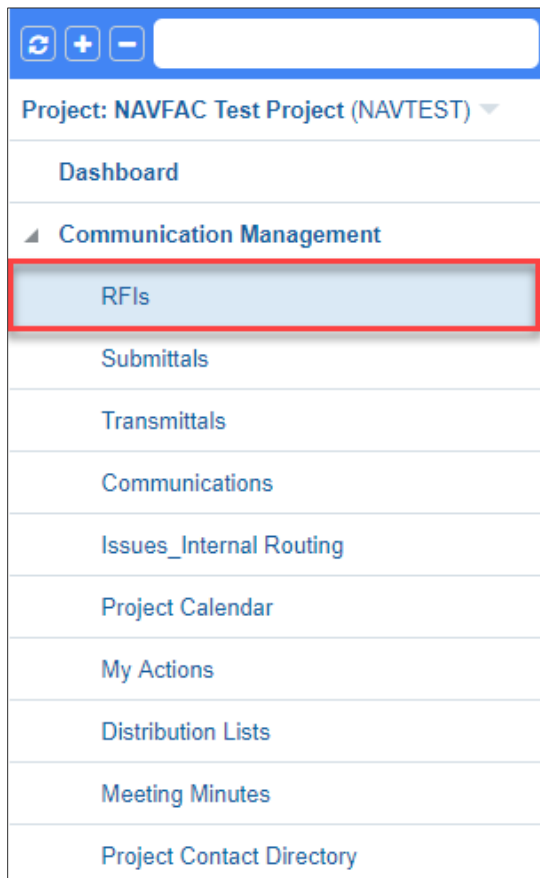 Project: NAVFAC Test Project (NAVTEST)
Dashboard
Communication Management
RFIs
Submittals
Transmittals
Communications
Issues_Internal Routing
Project Calendar
My Actions
Distribution Lists
Meeting Minutes
Project Contact Directory